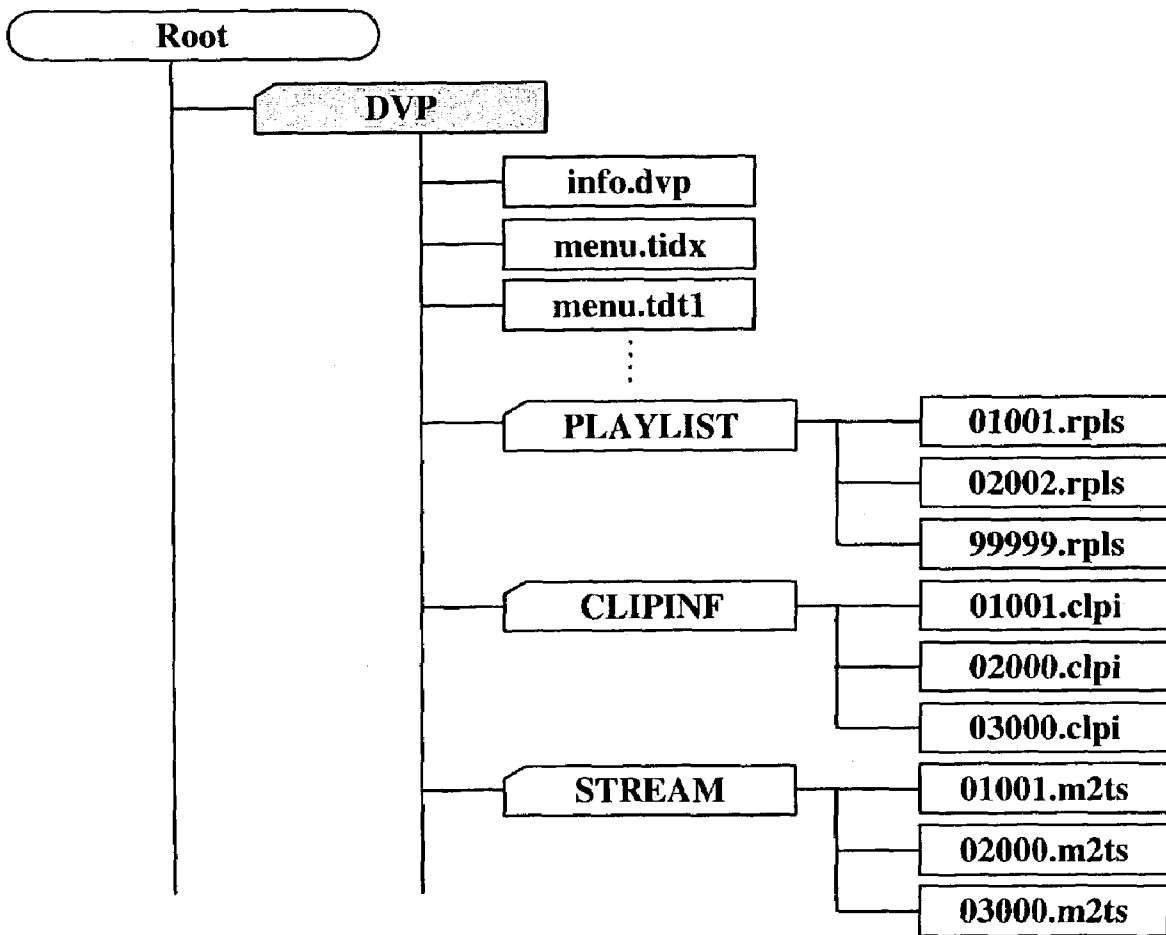 Root
DVP
info.dvp
menu.tidx
menu.tdt1
PLAYLIST
01001.rpls
02002.rpls
99999.rpls
CLIPINF
01001.clpi
02000.clpi
03000.clpi
STREAM
01001.m2ts
02000.m2ts
03000.m2ts